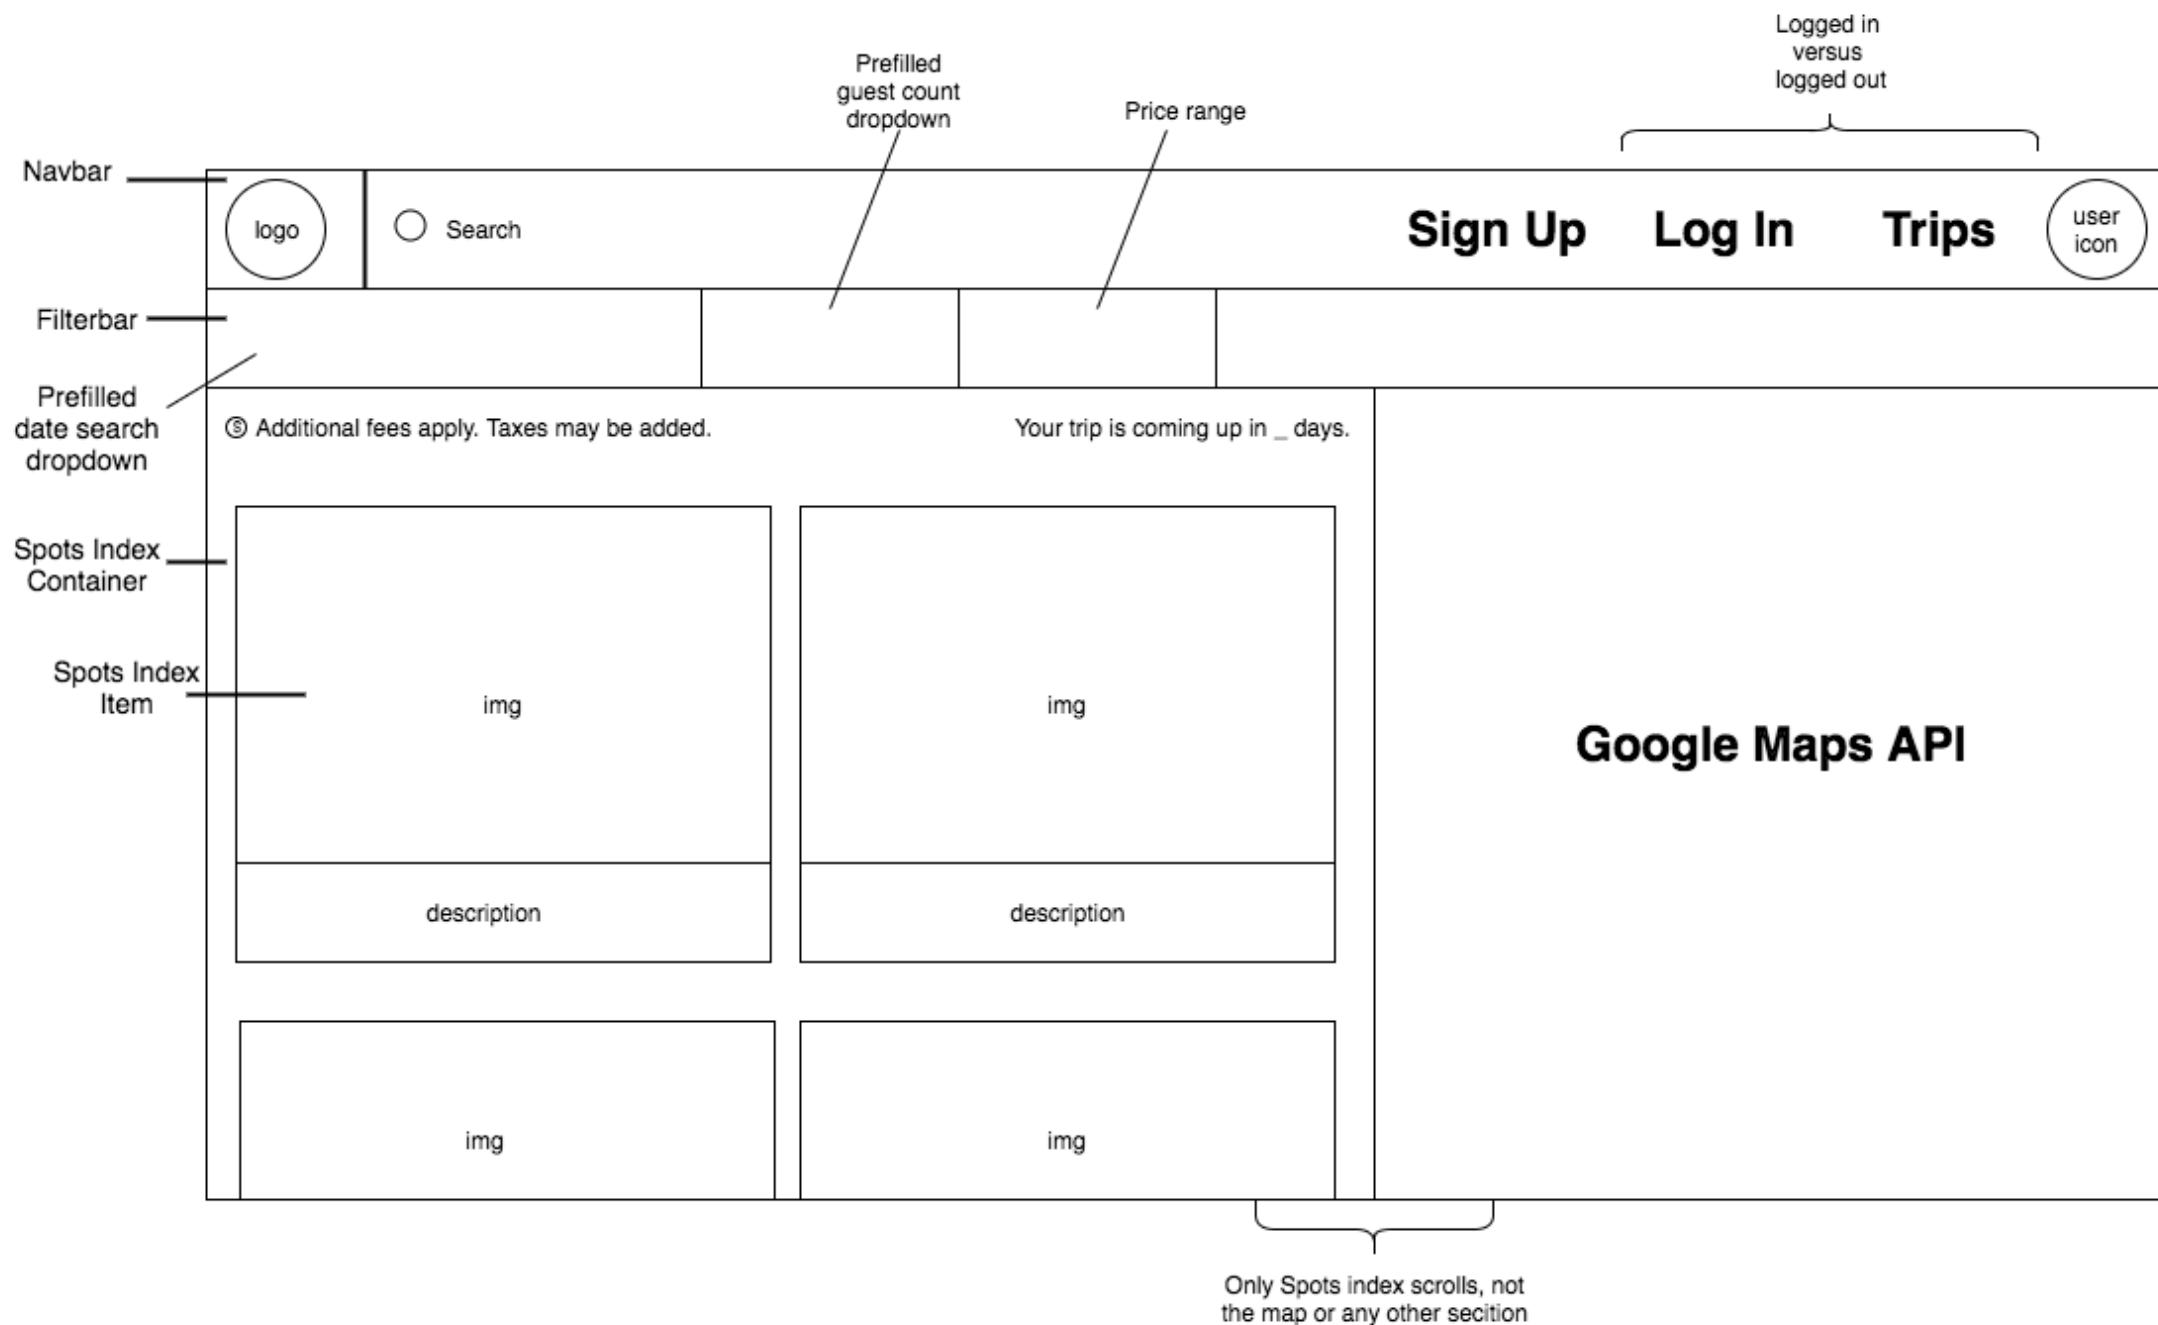 Logged in
versus
logged out
Prefilled
guest count
dropdown
Price range
Navbar
logo
Search
Sign Up
Log In
Trips
user
icon
Filterbar
Prefilled
date search
dropdown
Ⓢ Additional fees apply. Taxes may be added.
Your trip is coming up in _ days.
Spots Index
Container
Spots Index
Item
img
img
Google Maps API
description
description
img
img
Only Spots index scrolls, not
the map or any other secition